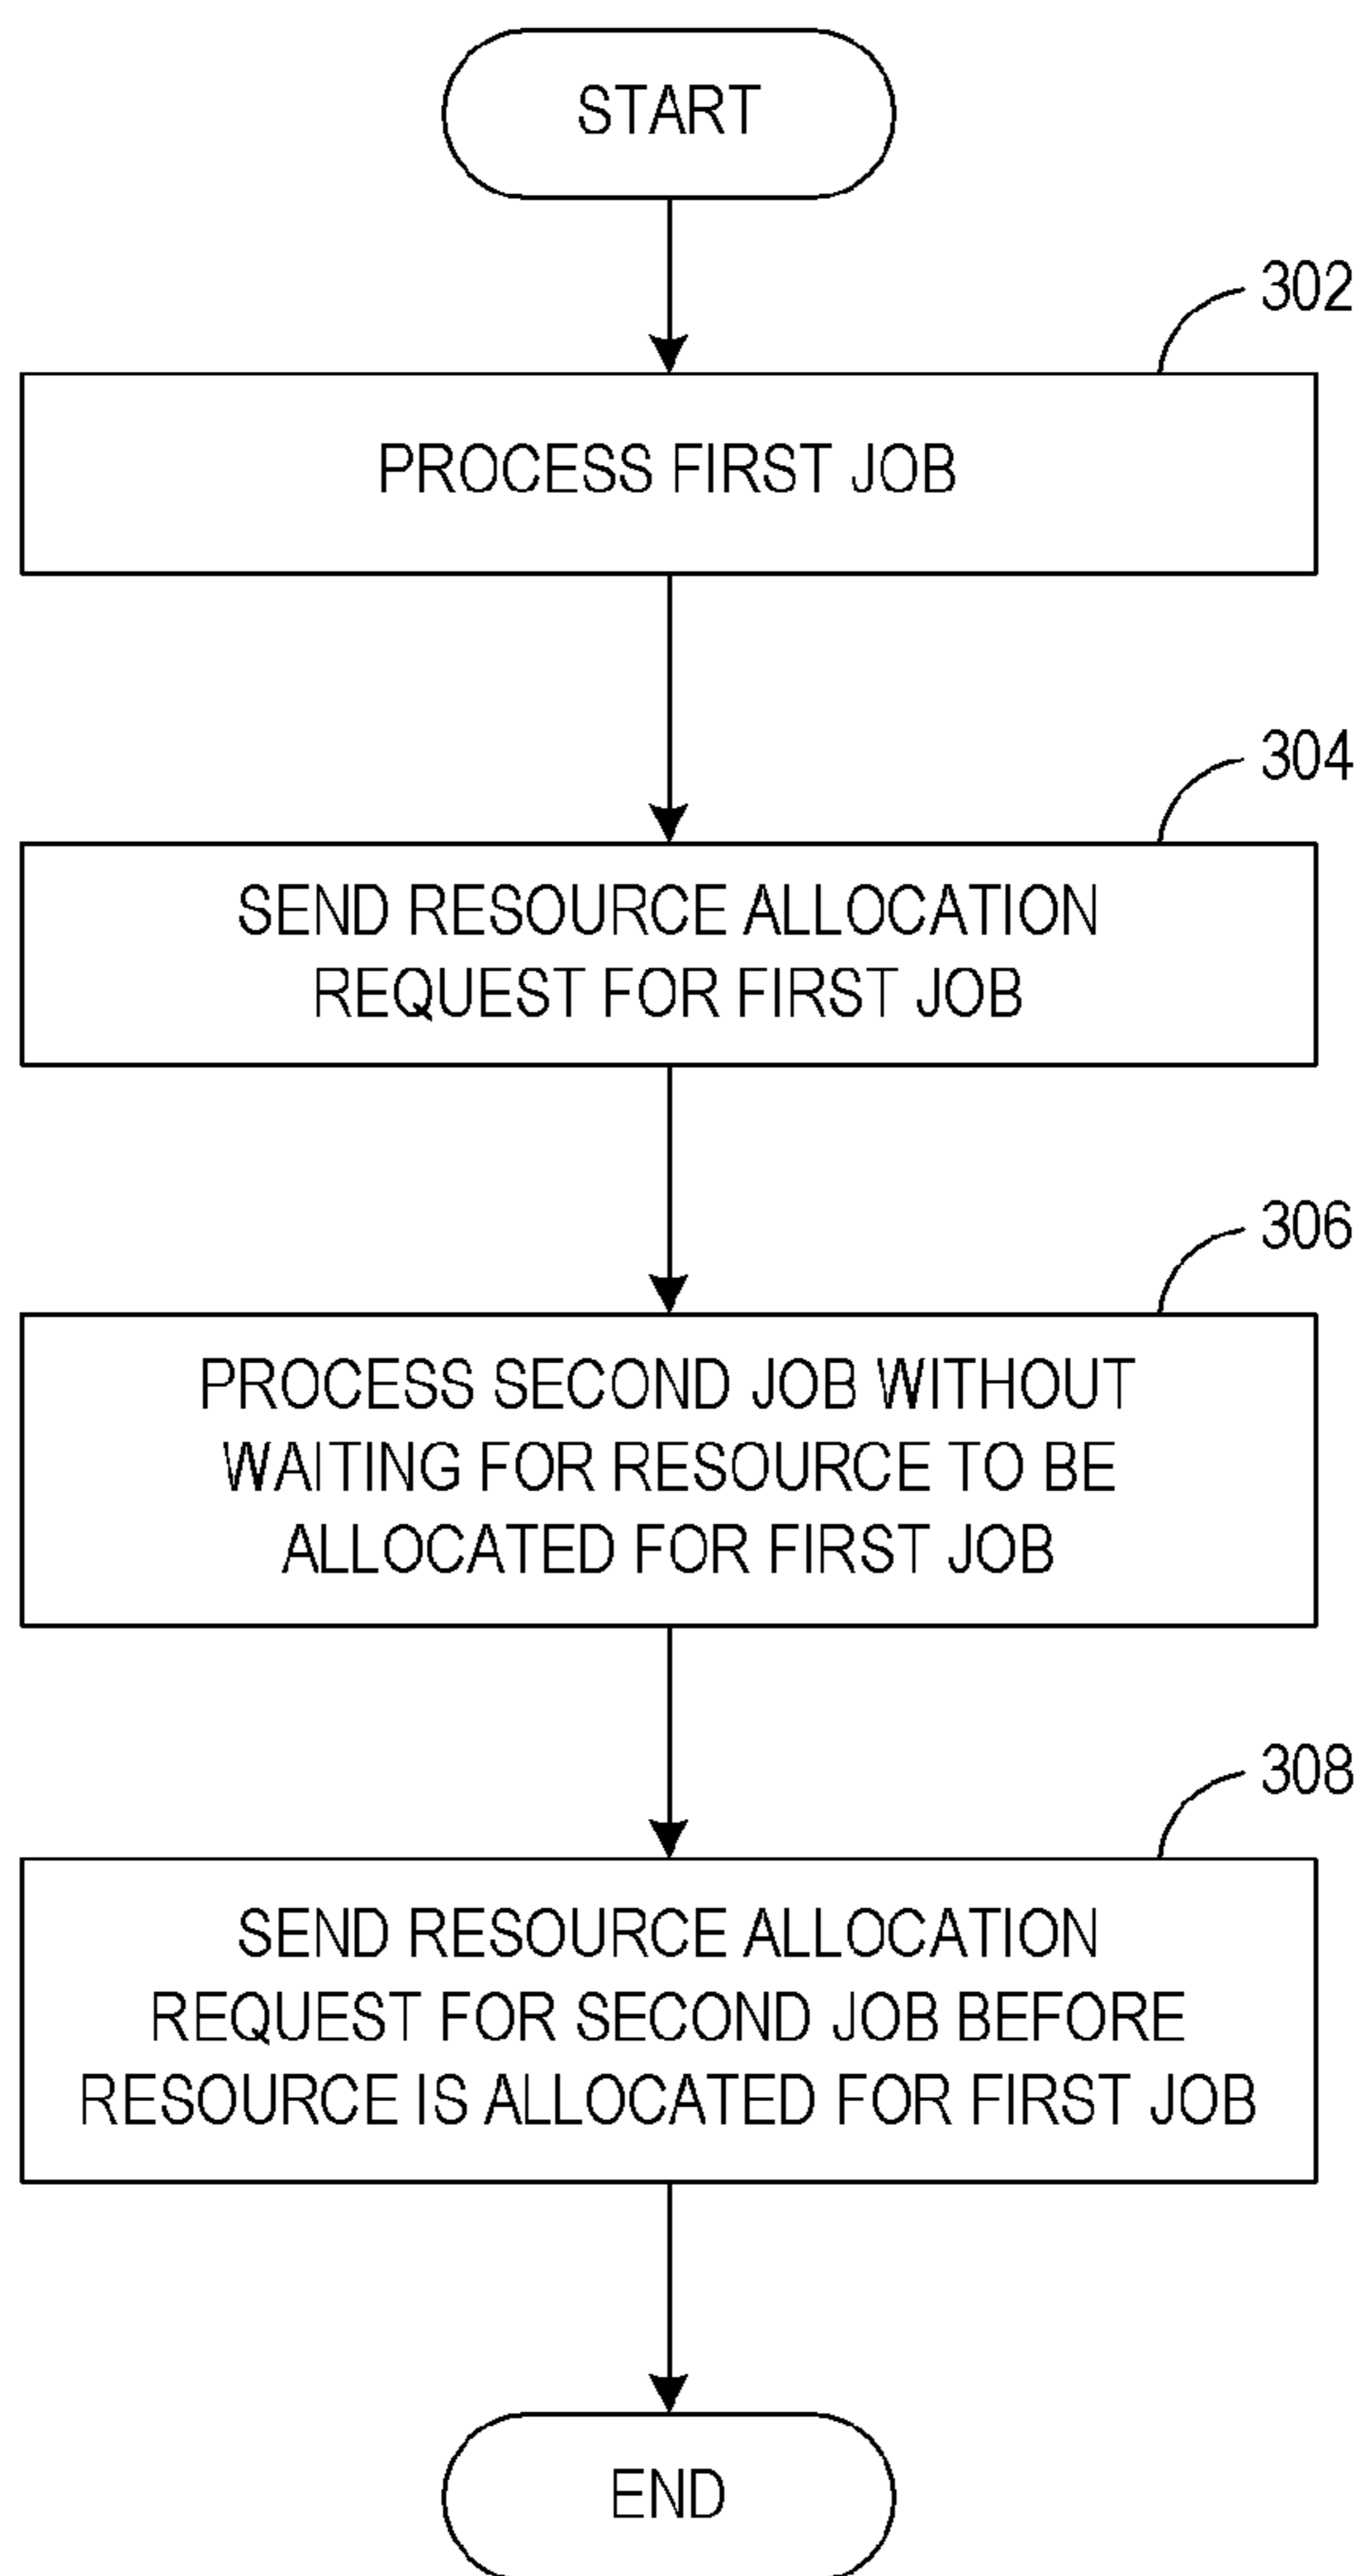 START
302
PROCESS FIRST JOB
304
SEND RESOURCE ALLOCATION
REQUEST FOR FIRST JOB
306
PROCESS SECOND JOB WITHOUT
WAITING FOR RESOURCE TO BE
ALLOCATED FOR FIRST JOB
308
SEND RESOURCE ALLOCATION
REQUEST FOR SECOND JOB BEFORE
RESOURCE IS ALLOCATED FOR FIRST JOB
END